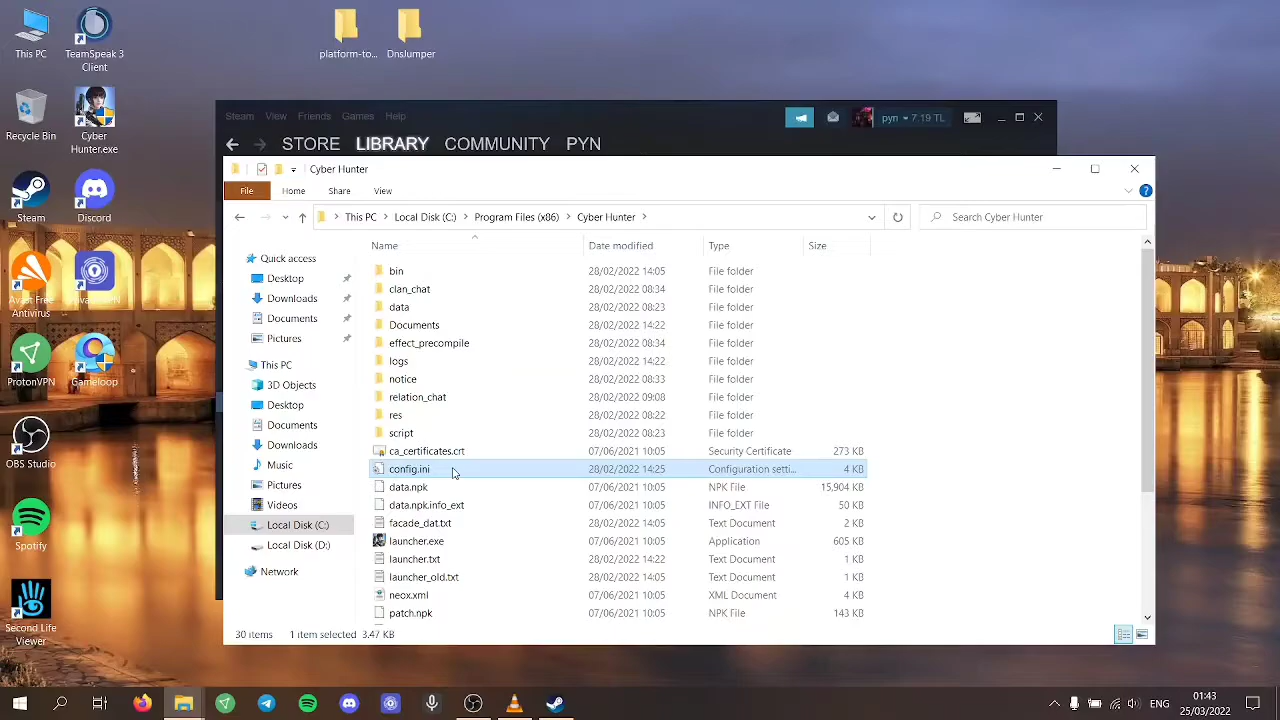 This PC
TeamSpeak 3
Client
platform-to...
DnsJumper
Recycle Bin
Cyber
Hunter.exe
Steam
Discord
Avast Free
Antivirus
ProtonVPN
Gameloop
OBS Studio
Spotify
Second Life
Viewer
Steam View Friends Games Help
pyn 7.19 TL
STORE LIBRARY COMMUNITY PYN
Cyber Hunter
File Home Share View
This PC > Local Disk (C:) > Program Files (x86) > Cyber Hunter >
Search Cyber Hunter
Quick access
Desktop
Downloads
Documents
Pictures
This PC
3D Objects
Desktop
Documents
Downloads
Music
Pictures
Videos
Local Disk (C:)
Local Disk (D:)
Network
Name Date modified Type Size
bin 28/02/2022 14:05 File folder
clan_chat 28/02/2022 08:34 File folder
data 28/02/2022 08:23 File folder
Documents 28/02/2022 14:22 File folder
effect_precompile 28/02/2022 08:34 File folder
logs 28/02/2022 14:22 File folder
notice 28/02/2022 08:33 File folder
relation_chat 28/02/2022 09:08 File folder
res 28/02/2022 08:22 File folder
script 28/02/2022 08:23 File folder
ca_certificates.crt 07/06/2021 10:05 Security Certificate 273 KB
config.ini 28/02/2022 14:25 Configuration setti... 4 KB
data.npk 07/06/2021 10:05 NPK File 15,904 KB
data.npk.info_ext 07/06/2021 10:05 INFO_EXT File 50 KB
facade_dat.txt 28/02/2022 14:05 Text Document 2 KB
launcher.exe 07/06/2021 10:05 Application 605 KB
launcher.txt 28/02/2022 14:22 Text Document 1 KB
launcher_old.txt 28/02/2022 14:05 Text Document 1 KB
neox.xml 07/06/2021 10:05 XML Document 4 KB
patch.npk 07/06/2021 10:05 NPK File 143 KB
30 items 1 item selected 3.47 KB
ENG
01:43
25/03/2022